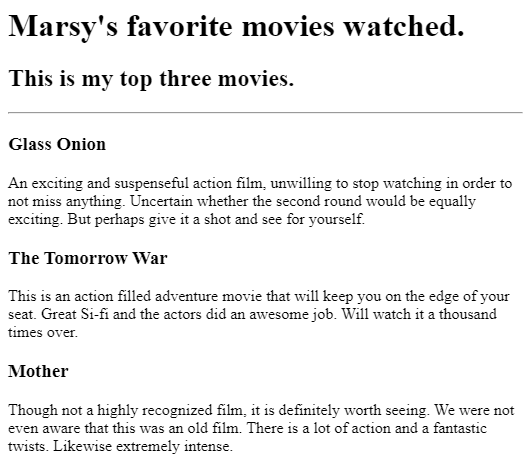 Marsy's favorite movies watched.
This is my top three movies.
Glass Onion
An exciting and suspenseful action film, unwilling to stop watching in order to
not miss anything. Uncertain whether the second round would be equally
exciting. But perhaps give it a shot and see for yourself.
The Tomorrow War
This is an action filled adventure movie that will keep you on the edge of your
seat. Great Si-fi and the actors did an awesome job. Will watch it a thousand
times over.
Mother
Though not a highly recognized film, it is definitely worth seeing. We were not
even aware that this was an old film. There is a lot of action and a fantastic
twists. Likewise extremely intense.